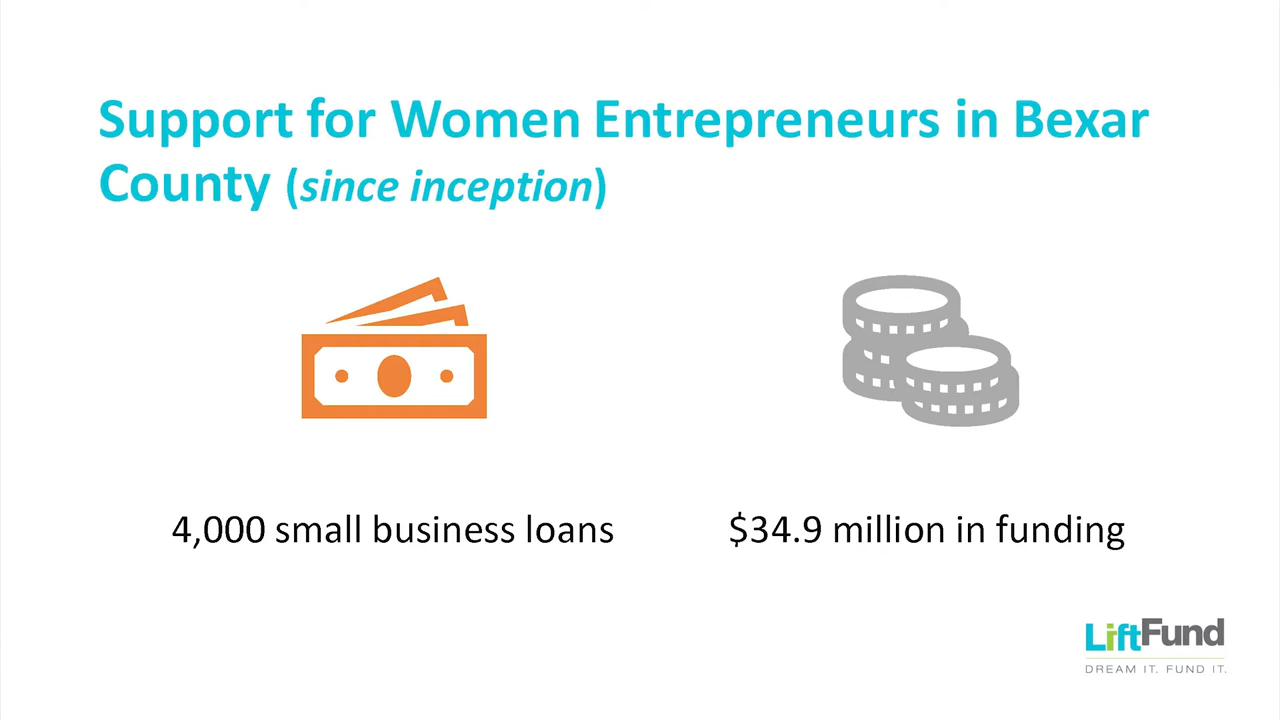 Support for Women Entrepreneurs in Bexar
County (since inception)
4,000 small business loans
$34.9 million in funding
LiftFund
DREAM IT. FUND IT.